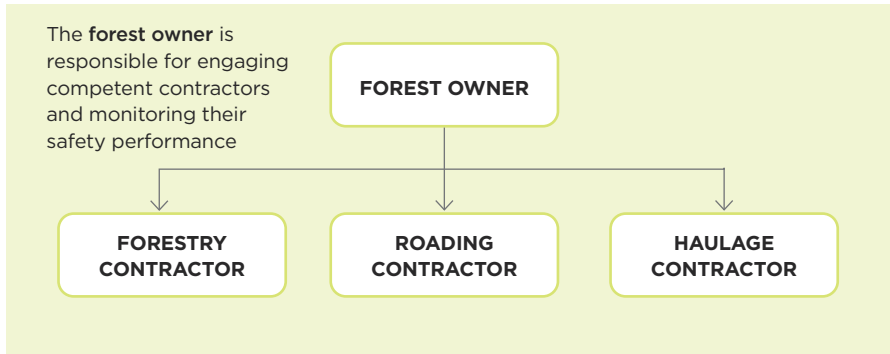 The forest owner is
responsible for engaging
competent contractors
and monitoring their
safety performance
FOREST OWNER
FORESTRY
CONTRACTOR
ROADING
CONTRACTOR
HAULAGE
CONTRACTOR